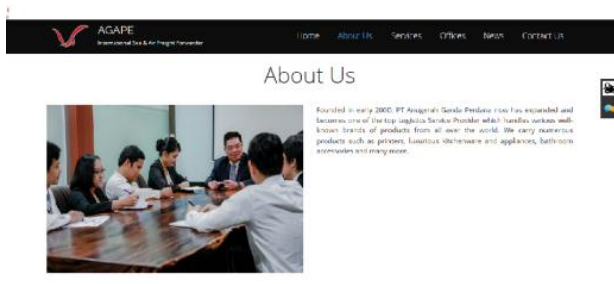 AGAPE
International Sea & Air Freight Forwarder
Home About Us Services Offices News Contact Us
About Us
Founded in early 2000, PT Anugerah Ganda Perdana now has expanded and
becomes one of the top Logistics Service Provider which handles various well-
known brands of products from all over the world. We carry numerous
products such as printers, luxurious kitchenware and appliances, bathroom
accessories and many more.